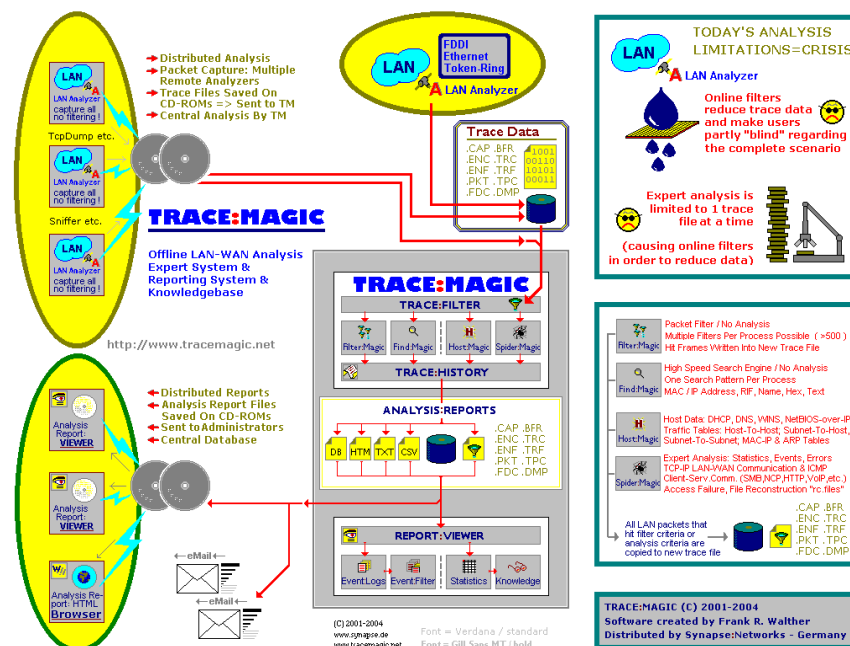 LAN
LAN Analyzer
capture all
no filtering !
TcpDump etc.
LAN
LAN Analyzer
capture all
no filtering !
Sniffer etc.
LAN
LAN Analyzer
capture all
no filtering !
Distributed Analysis
Packet Capture: Multiple
Remote Analyzers
Trace Files Saved On
CD-ROMs => Sent to TM
Central Analysis By TM
TRACE:MAGIC
Offline LAN-WAN Analysis
Expert System &
Reporting System &
Knowledgebase
http://www.tracemagic.net
LAN
FDDI
Ethernet
Token-Ring
A LAN Analyzer
Trace Data
.CAP .BFR
.ENC .TRC
.ENF .TRF
.PKT .TPC
.FDC .DMP
1001
00110
10101
00011
TODAY'S ANALYSIS
LIMITATIONS=CRISIS
LAN
A LAN Analyzer
Online filters
reduce trace data
and make users
partly "blind" regarding
the complete scenario
Expert analysis is
limited to 1 trace
file at a time
(causing online filters
in order to reduce data)
TRACE:MAGIC
TRACE:FILTER
Filter:Magic
Find:Magic
Host:Magic
Spider:Magic
TRACE:HISTORY
ANALYSIS:REPORTS
DB
HTM
TXT
CSV
.CAP .BFR
.ENC .TRC
.ENF .TRF
.PKT .TPC
.FDC .DMP
REPORT:VIEWER
Event:Logs
Event:Filter
Statistics
Knowledge
Analysis
Report:
VIEWER
Analysis
Report:
VIEWER
W
Analysis Re-
port: HTML
Browser
Distributed Reports
Analysis Report Files
Saved On CD-ROMs
Sent to Administrators
Central Database
eMail
eMail
(C) 2001-2004
www.synapse.de
www.tracemagic.net
Font = Verdana / standard
Font = Gill Sans MT / bold
Filter:Magic
Packet Filter / No Analysis
Multiple Filters Per Process Possible ( >500 )
Hit Frames Written Into New Trace File
Find:Magic
High Speed Search Engine / No Analysis
One Search Pattern Per Process
MAC / IP Address, RIF, Name, Hex, Text
Host:Magic
Host Data: DHCP, DNS, WINS, NetBIOS-over-IP
Traffic Tables: Host-To-Host; Subnet-To-Host,
Subnet-To-Subnet; MAC-IP & ARP Tables
Spider:Magic
Expert Analysis: Statistics, Events, Errors
TCP-IP LAN-WAN Communication & ICMP
Client-Serv.Comm. (SMB,NCP,HTTP,VoIP,etc.)
Access Failure, File Reconstruction "rc.files"
All LAN packets that
hit filter criteria or
analysis criteria are
copied to new trace file
.CAP .BFR
.ENC .TRC
.ENF .TRF
.PKT .TPC
.FDC .DMP
TRACE:MAGIC (C) 2001-2004
Software created by Frank R. Walther
Distributed by Synapse:Networks - Germany